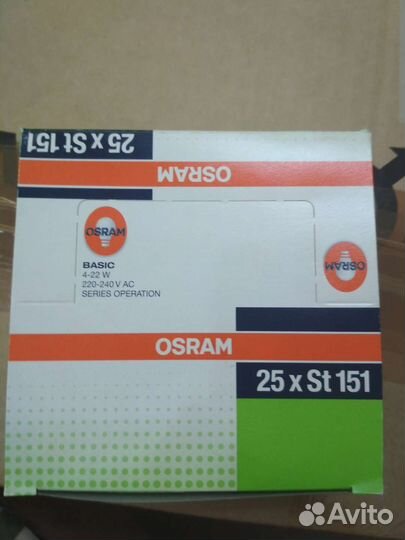 25 x St 151
OSRAM
OSRAM
BASIC
4-22 W
220-240 V AC
SERIES OPERATION
OSRAM
OSRAM
25 x St 151
Avito